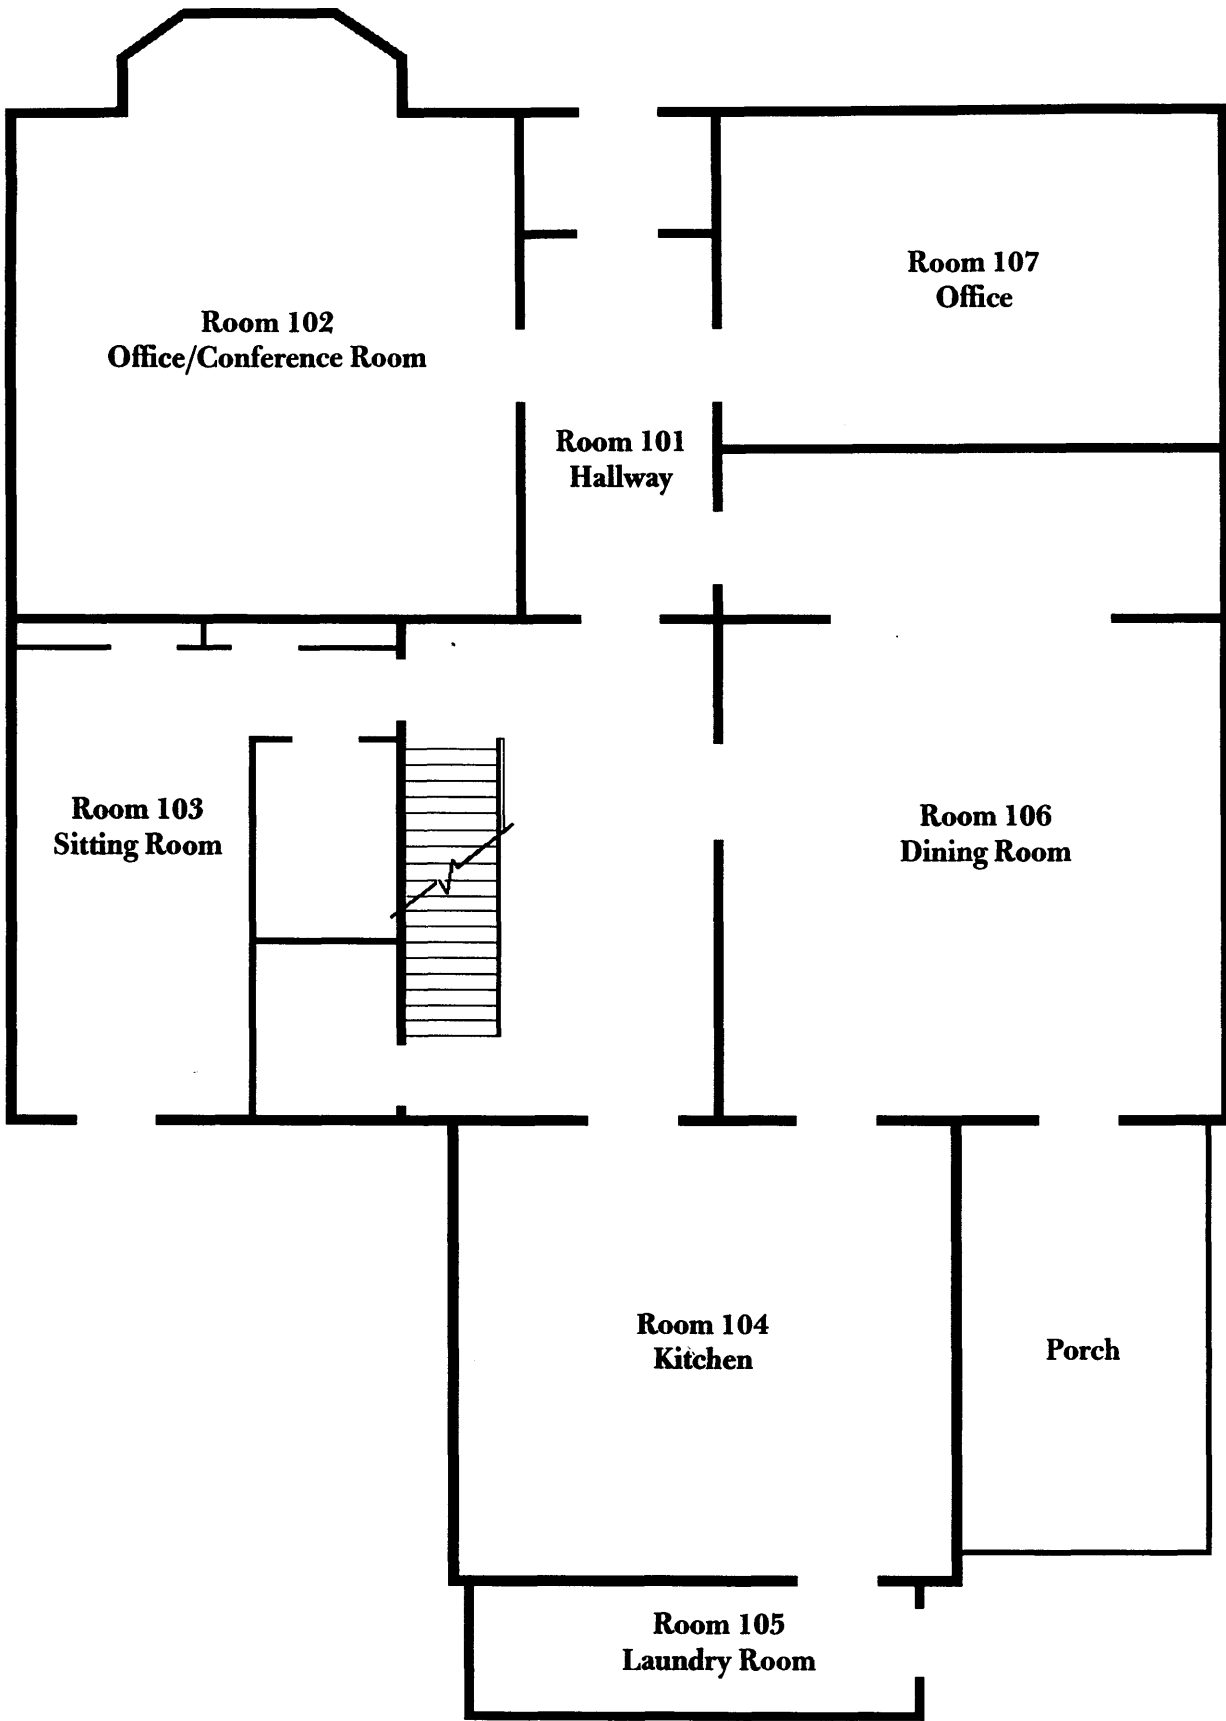 Room 107
Office
Room 102
Office/Conference Room
Room 101
Hallway
Room 103
Sitting Room
Room 106
Dining Room
Room 104
Kitchen
Porch
Room 105
Laundry Room